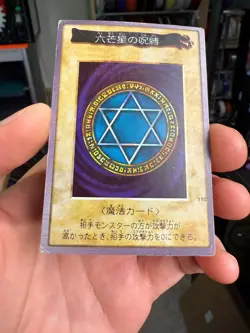 六芒星の呪縛
110
〈魔法カード〉
相手モンスターの方が攻撃力が
高かったとき、相手の攻撃力を0にできる。